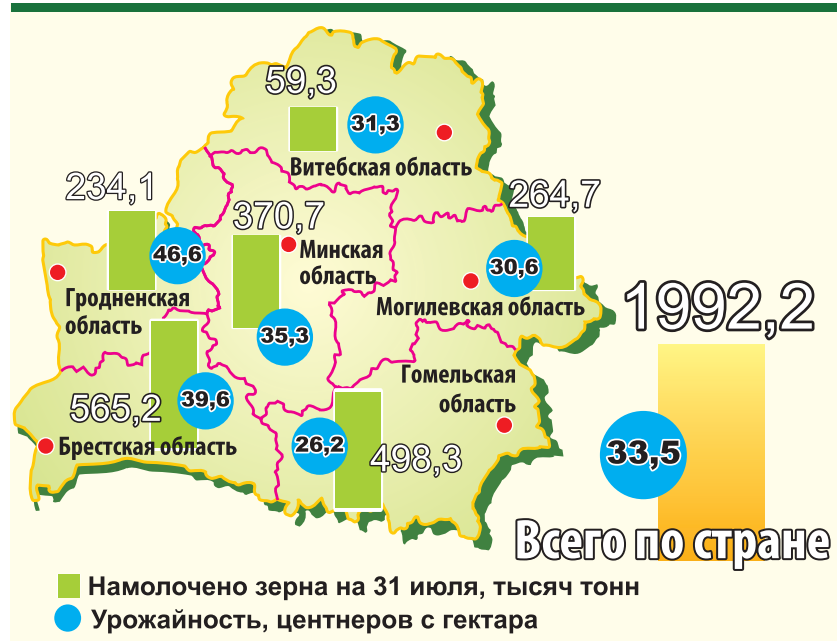 59,3
31,3
Витебская область
234,1
46,6
Гродненская
область
370,7
Минская
область
35,3
264,7
30,6
Могилевская область
565,2
39,6
Брестская область
Гомельская
область
26,2
498,3
1992,2
33,5
Всего по стране
Намолочено зерна на 31 июля, тысяч тонн
Урожайность, центнеров с гектара